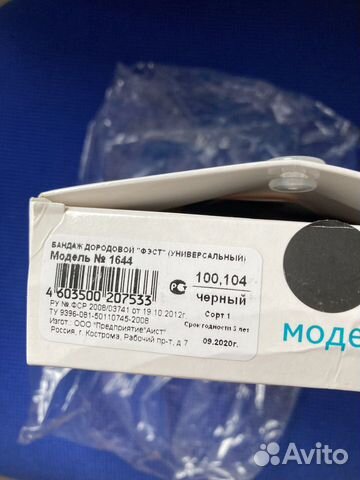 БАНДАЖ ДОРОДОВОЙ "ФЭСТ" (УНИВЕРСАЛЬНЫЙ)
Модель № 1644
100,104
черный
4 603500 207533
Сорт 1
РУ № ФСР 2008/03741 от 19.10.2012г.
Срок годности 3 лет
ТУ 9396-081-50110745-2008
Изгот.: ООО "Предприятие"Аист"
09.2020г.
Россия, г. Кострома, Рабочий пр-т, д.7
моде
Avito